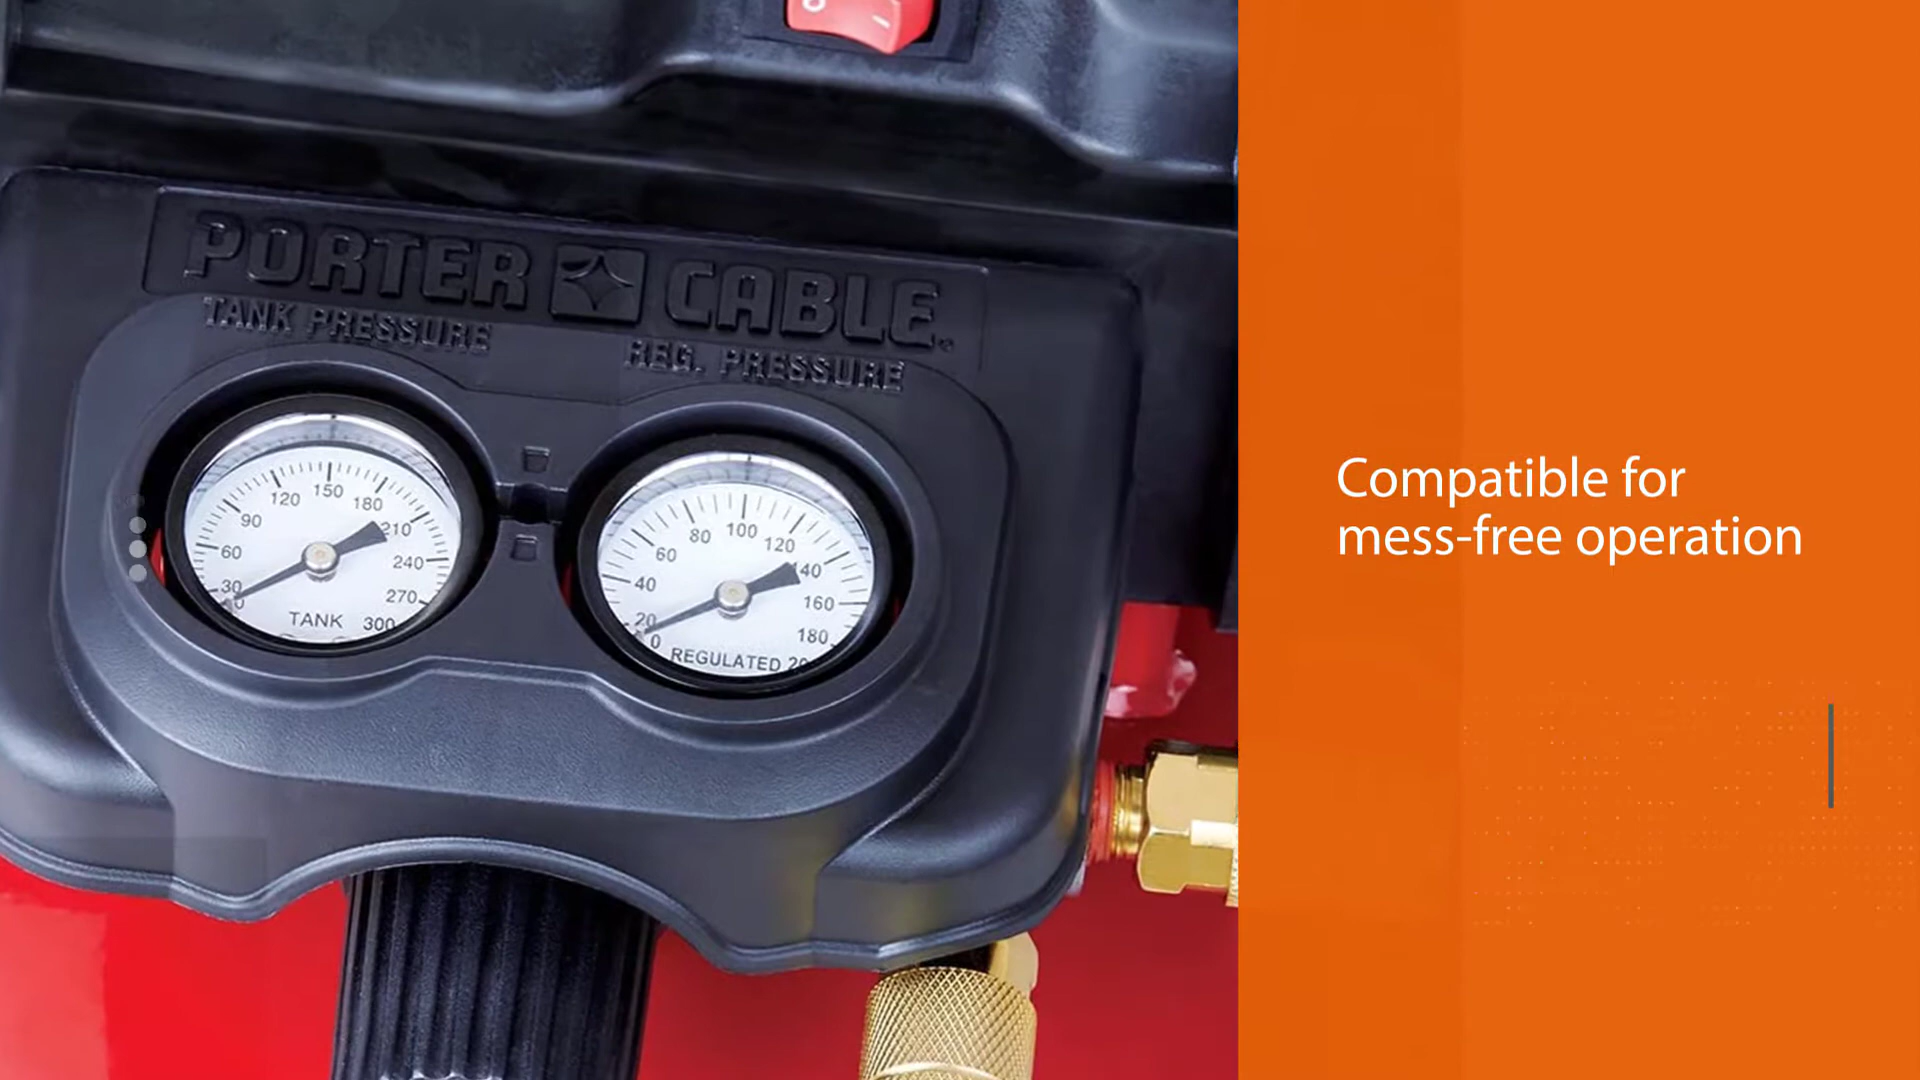 PORTER CABLE
TANK PRESSURE
REG. PRESSURE
0 30 60 90 120 150 180 210 240 270 300
TANK
0 20 40 60 80 100 120 140 160 180
REGULATED
Compatible for
mess-free operation